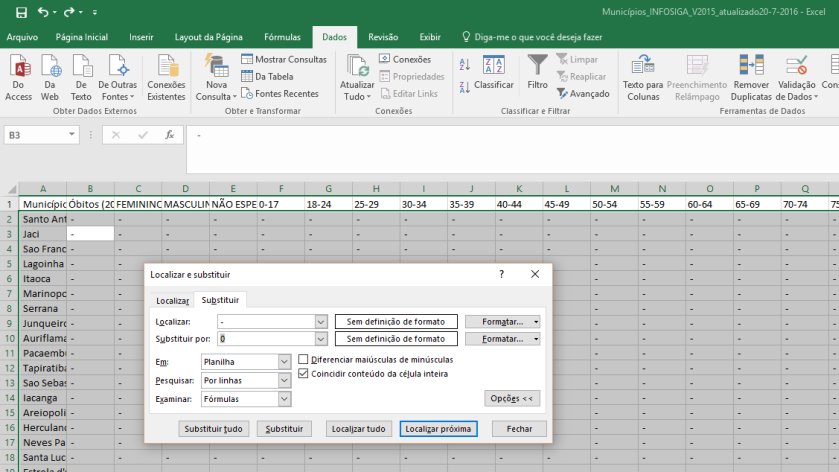 Municípios_INFOSIGA_V2015_atualizado20-7-2016 - Excel
Arquivo Página Inicial Inserir Layout da Página Fórmulas Dados Revisão Exibir Diga-me o que você deseja fazer
Do Access
Da Web
De Texto
De Outras Fontes
Conexões Existentes
Obter Dados Externos
Nova Consulta
Mostrar Consultas
Da Tabela
Fontes Recentes
Obter e Transformar
Atualizar Tudo
Conexões
Propriedades
Editar Links
Conexões
Classificar
Filtro
Limpar
Reaplicar
Avançado
Classificar e Filtrar
Texto para Colunas
Preenchimento Relâmpago
Remover Duplicatas
Validação de Dados
Cons
Ferramentas de Dados
B3 fx -
A B C D E F G H I J K L M N O P Q
1 Município Óbitos (20 FEMININO MASCULIN NÃO ESPE 0-17 18-24 25-29 30-34 35-39 40-44 45-49 50-54 55-59 60-64 65-69 70-74 75
2 Santo Ant - - - - - - - - - - - - - - - -
3 Jaci - - - - - - - - - - - - - - - -
4 Sao Franc - - - - - - - - - - - - - - - -
5 Lagoinha
6 Itaoca
7 Marinopo
8 Serrana
9 Junqueiro
10 Auriflama
11 Pacaembu
12 Tapiratiba
13 Sao Sebas
14 Iacanga
15 Areiopoli
16 Herculano
17 Neves Pa
18 Santa Luc
19 Estrela d'
Localizar e substituir ?
Localizar Substituir
Localizar: - Sem definição de formato Formatar...
Substituir por: 0 Sem definição de formato Formatar...
Em: Planilha Diferenciar maiúsculas de minúsculas
Pesquisar: Por linhas Coincidir conteúdo da célula inteira
Examinar: Fórmulas Opções <<
Substituir tudo Substituir Localizar tudo Localizar próxima Fechar